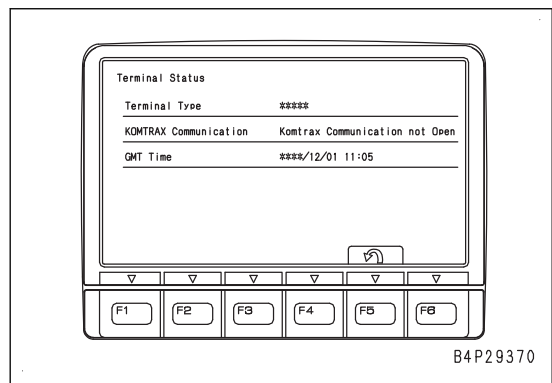 Terminal Status
Terminal Type *****
KOMTRAX Communication Komtrax Communication not Open
GMT Time ****/12/01 11:05
F1 F2 F3 F4 F5 F6
B4P29370